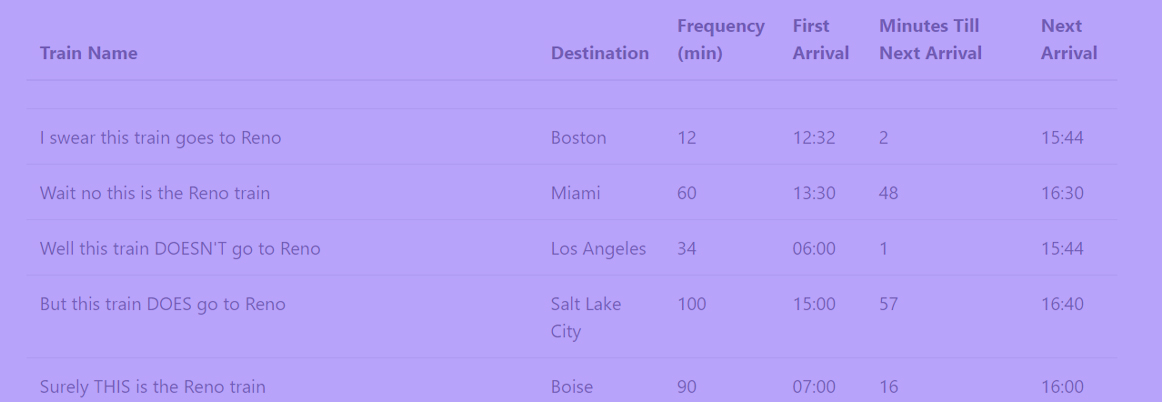 Train Name Destination Frequency (min) First Arrival Minutes Till Next Arrival Next Arrival
I swear this train goes to Reno Boston 12 12:32 2 15:44
Wait no this is the Reno train Miami 60 13:30 48 16:30
Well this train DOESN'T go to Reno Los Angeles 34 06:00 1 15:44
But this train DOES go to Reno Salt Lake City 100 15:00 57 16:40
Surely THIS is the Reno train Boise 90 07:00 16 16:00